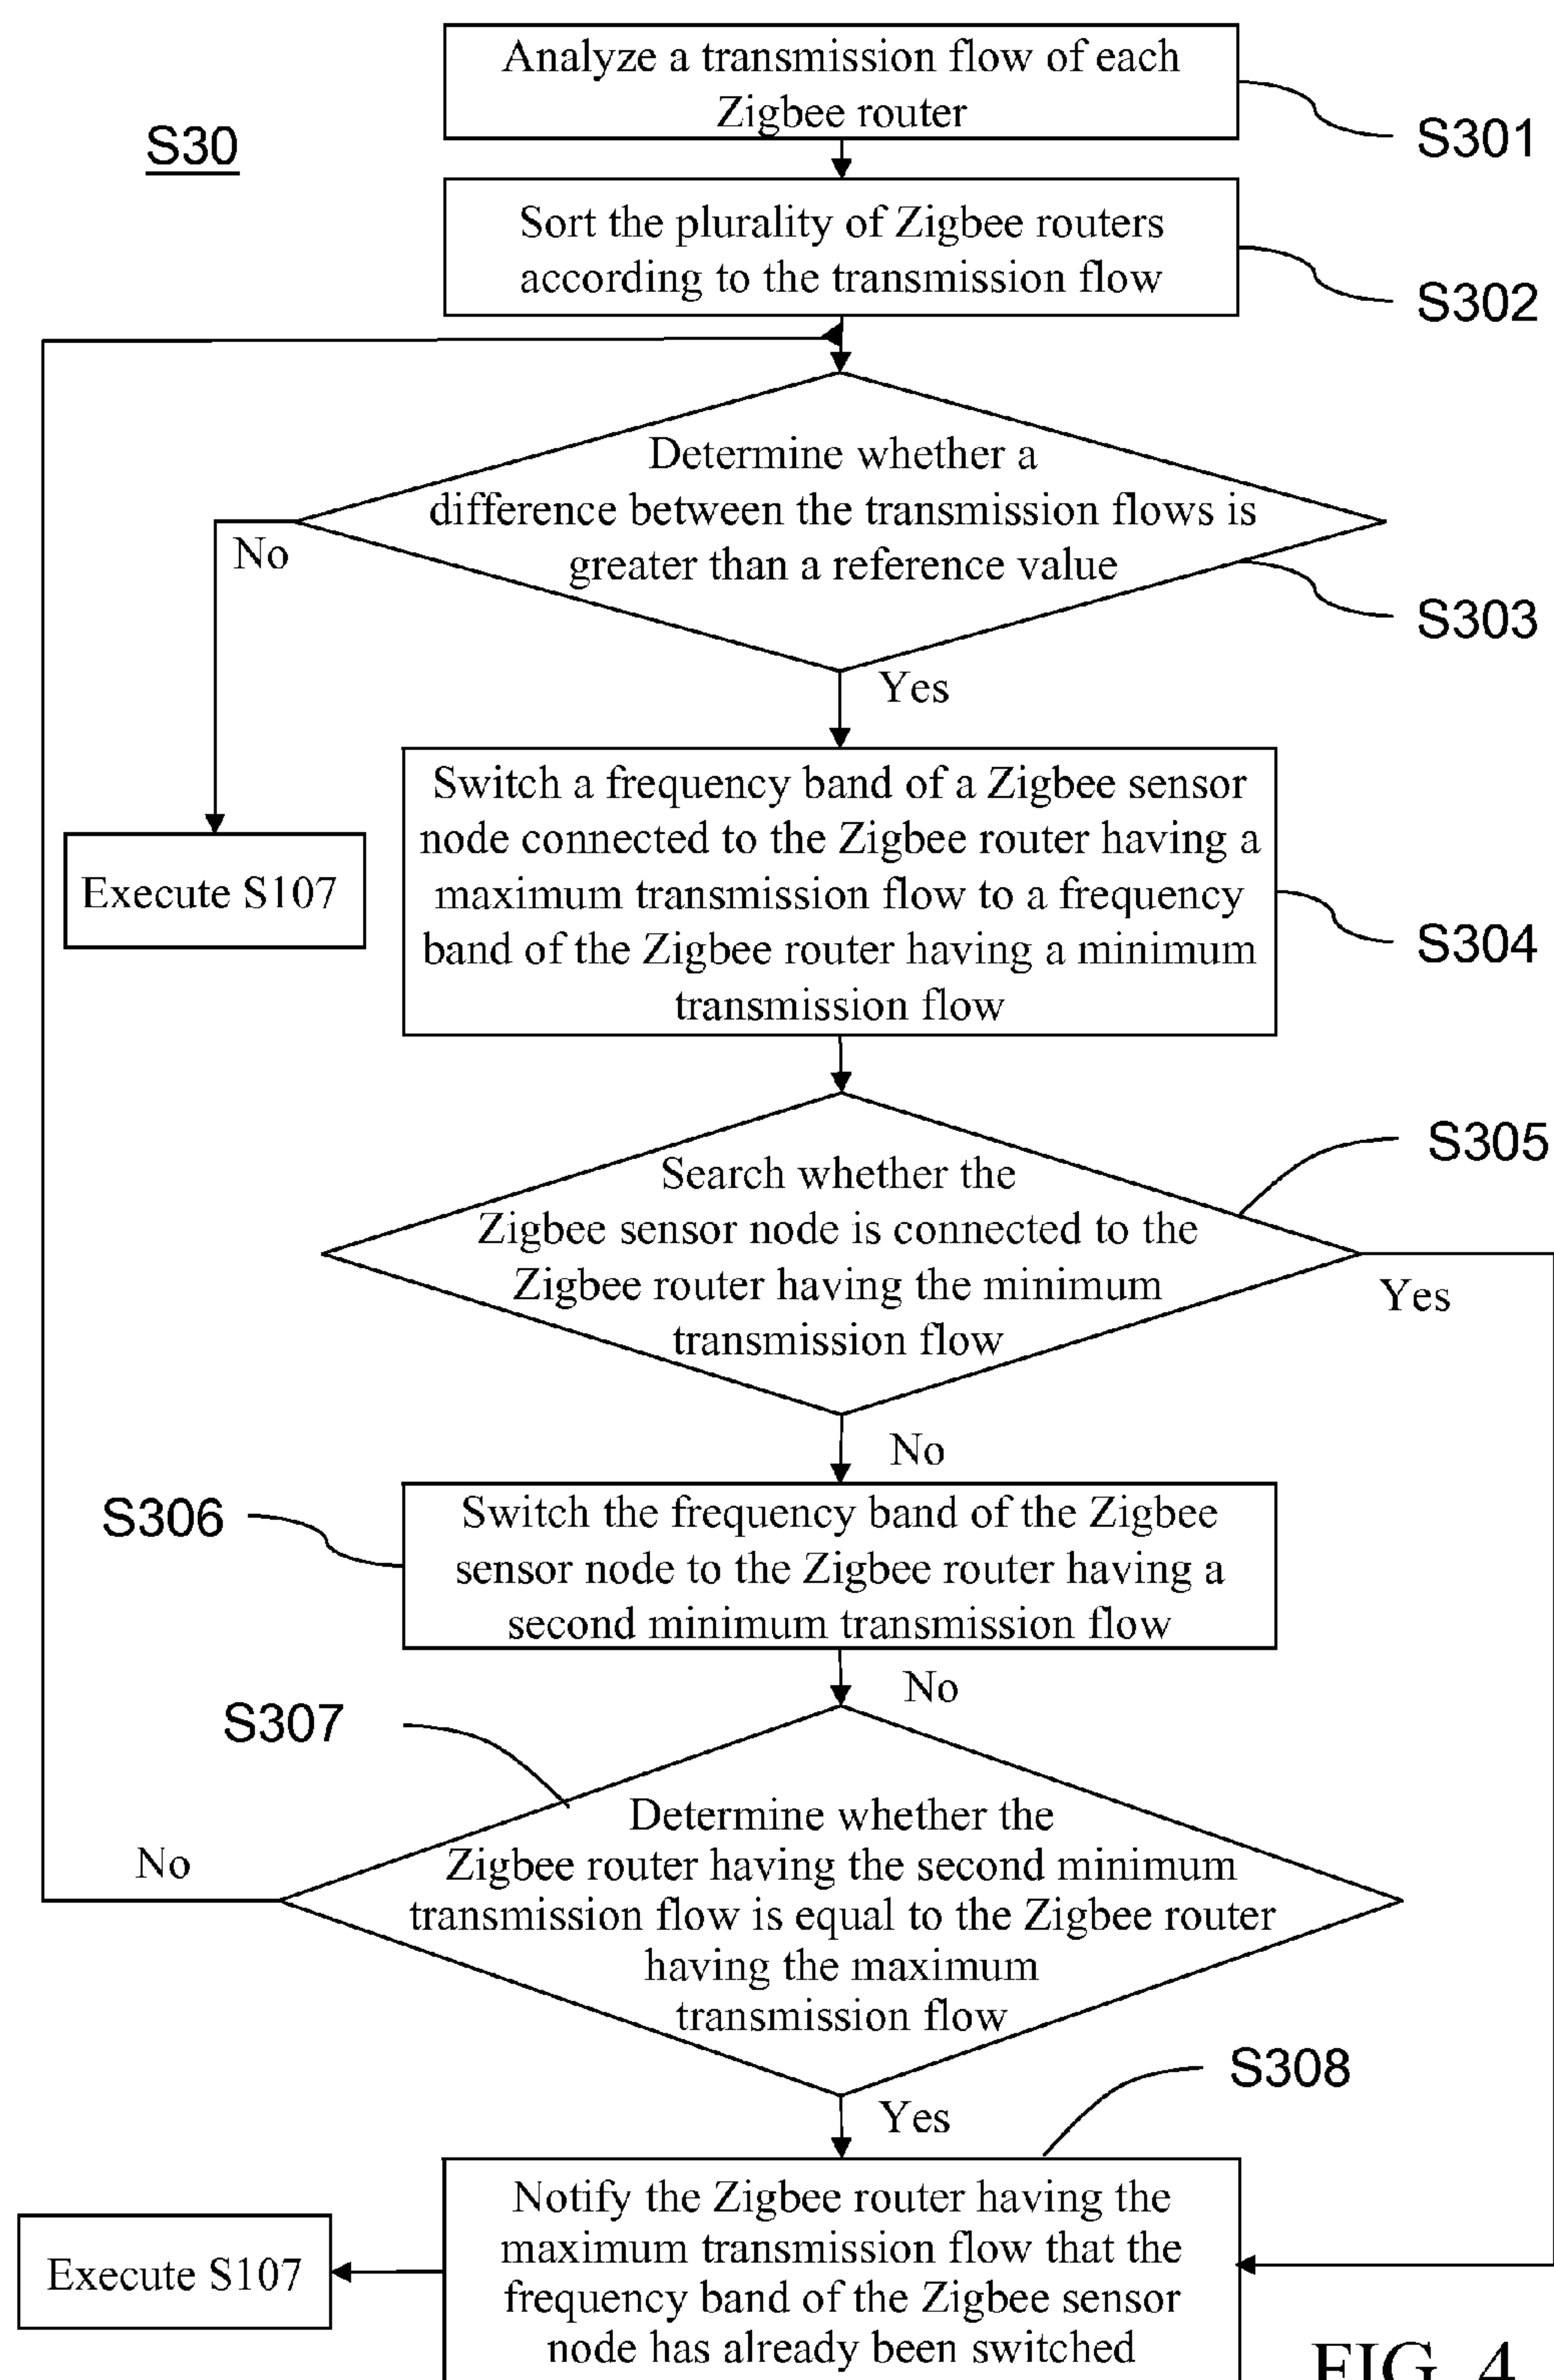 Analyze a transmission flow of each
Zigbee router
S301
S30
Sort the plurality of Zigbee routers
according to the transmission flow
S302
Determine whether a
difference between the transmission flows is
greater than a reference value
No
S303
Yes
Switch a frequency band of a Zigbee sensor
node connected to the Zigbee router having a
maximum transmission flow to a frequency
band of the Zigbee router having a minimum
transmission flow
Execute S107
S304
S305
Search whether the
Zigbee sensor node is connected to the
Zigbee router having the minimum
transmission flow
Yes
No
S306
Switch the frequency band of the Zigbee
sensor node to the Zigbee router having a
second minimum transmission flow
No
S307
Determine whether the
Zigbee router having the second minimum
transmission flow is equal to the Zigbee router
having the maximum
transmission flow
No
S308
Yes
Notify the Zigbee router having the
maximum transmission flow that the
frequency band of the Zigbee sensor
node has already been switched
Execute S107
FIG. 4